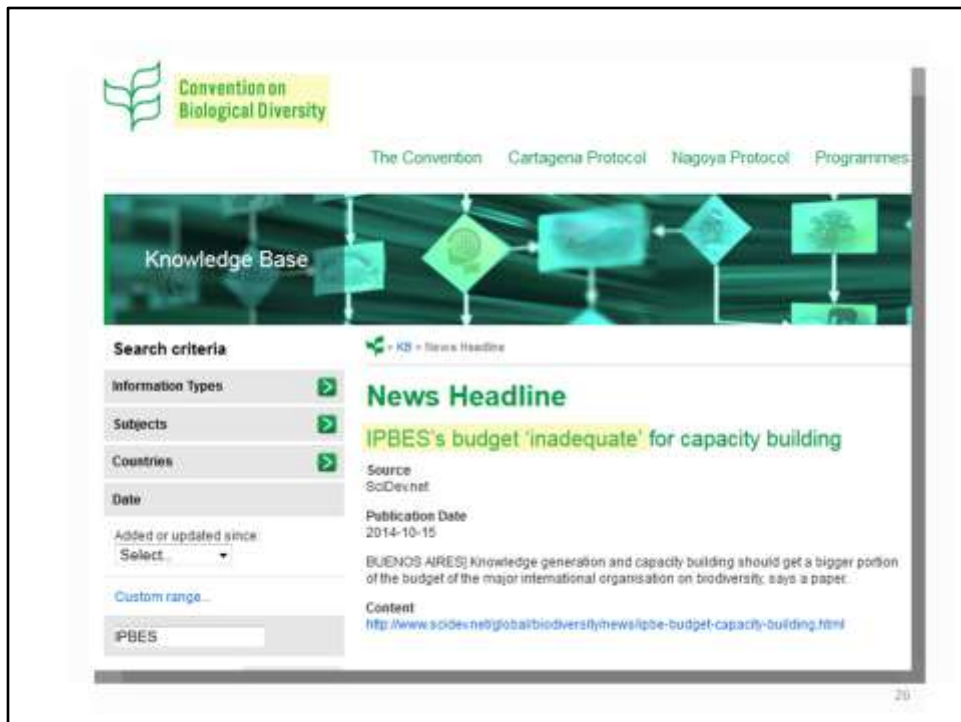 Convention on
Biological Diversity
The Convention Cartagena Protocol Nagoya Protocol Programmes
Knowledge Base
Search criteria
Information Types
Subjects
Countries
Date
Added or updated since:
Select...
Custom range...
IPBES
» KB » News Headline
News Headline
IPBES's budget 'inadequate' for capacity building
Source
SciDev.net
Publication Date
2014-10-15
BUENOS AIRES] Knowledge generation and capacity building should get a bigger portion
of the budget of the major international organisation on biodiversity, says a paper.
Content
http://www.scidev.net/global/biodiversity/news/ipbe-budget-capacity-building.html
26